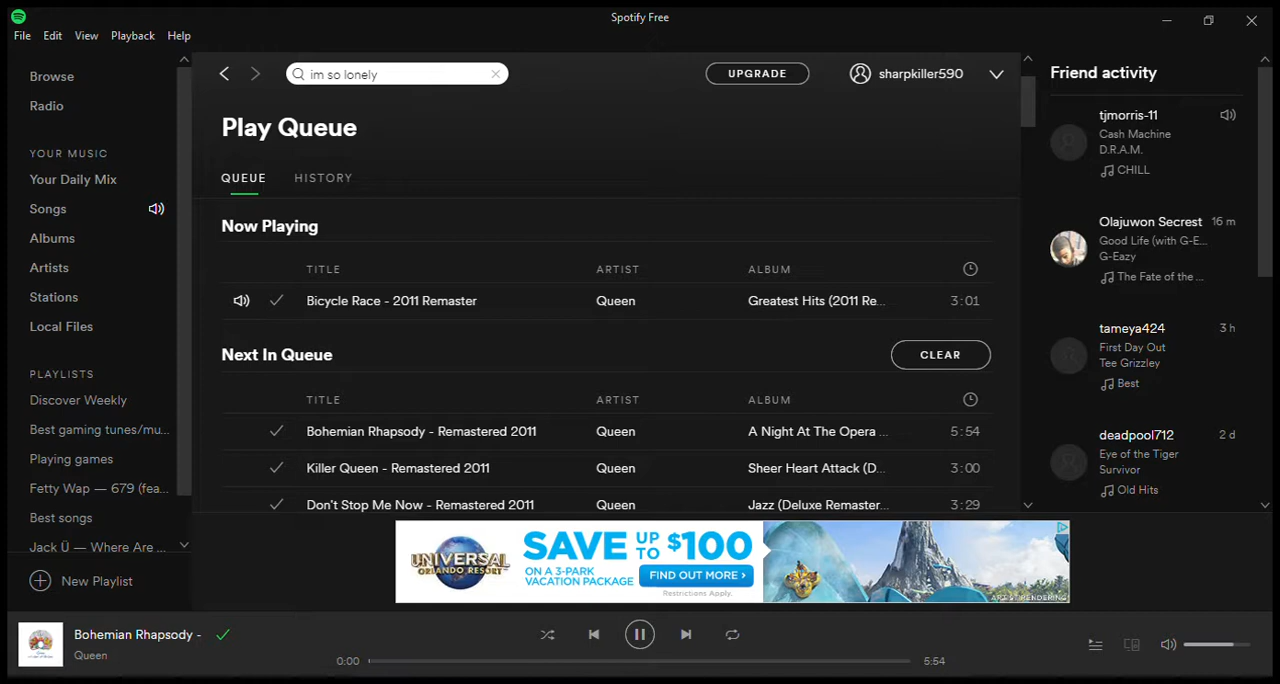 Spotify Free
File Edit View Playback Help
Browse
Radio
YOUR MUSIC
Your Daily Mix
Songs
Albums
Artists
Stations
Local Files
PLAYLISTS
Discover Weekly
Best gaming tunes/mu...
Playing games
Fetty Wap — 679 (fea...
Best songs
Jack Ü — Where Are ...
New Playlist
im so lonely
UPGRADE
sharpkiller590
Play Queue
QUEUE HISTORY
Now Playing
TITLE ARTIST ALBUM
Bicycle Race - 2011 Remaster Queen Greatest Hits (2011 Re... 3:01
Next In Queue
CLEAR
TITLE ARTIST ALBUM
Bohemian Rhapsody - Remastered 2011 Queen A Night At The Opera ... 5:54
Killer Queen - Remastered 2011 Queen Sheer Heart Attack (D... 3:00
Don't Stop Me Now - Remastered 2011 Queen Jazz (Deluxe Remaster... 3:29
Friend activity
tjmorris-11
Cash Machine
D.R.A.M.
CHILL
Olajuwon Secrest 16 m
Good Life (with G-E...
G-Eazy
The Fate of the ...
tameya424 3 h
First Day Out
Tee Grizzley
Best
deadpool712 2 d
Eye of the Tiger
Survivor
Old Hits
UNIVERSAL
ORLANDO RESORT
SAVE UP TO $100
ON A 3-PARK
VACATION PACKAGE
FIND OUT MORE ›
Restrictions Apply.
ARTIST RENDERING
Bohemian Rhapsody -
Queen
0:00 5:54